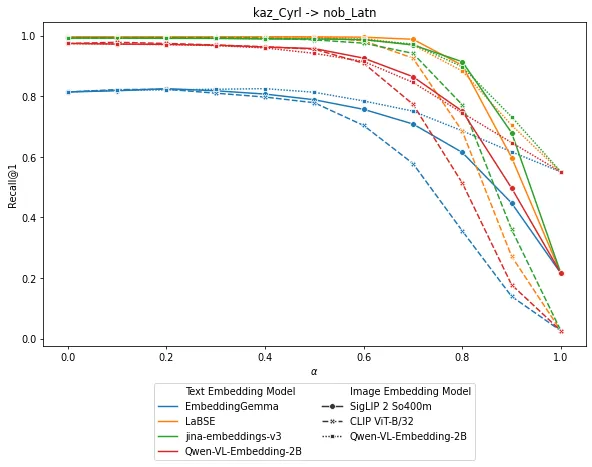 kaz_Cyrl -> nob_Latn
Recall@1
1.0
0.8
0.6
0.4
0.2
0.0
0.0 0.2 0.4 0.6 0.8 1.0
α
Text Embedding Model
EmbeddingGemma
LaBSE
jina-embeddings-v3
Qwen-VL-Embedding-2B
Image Embedding Model
SigLIP 2 So400m
CLIP ViT-B/32
Qwen-VL-Embedding-2B